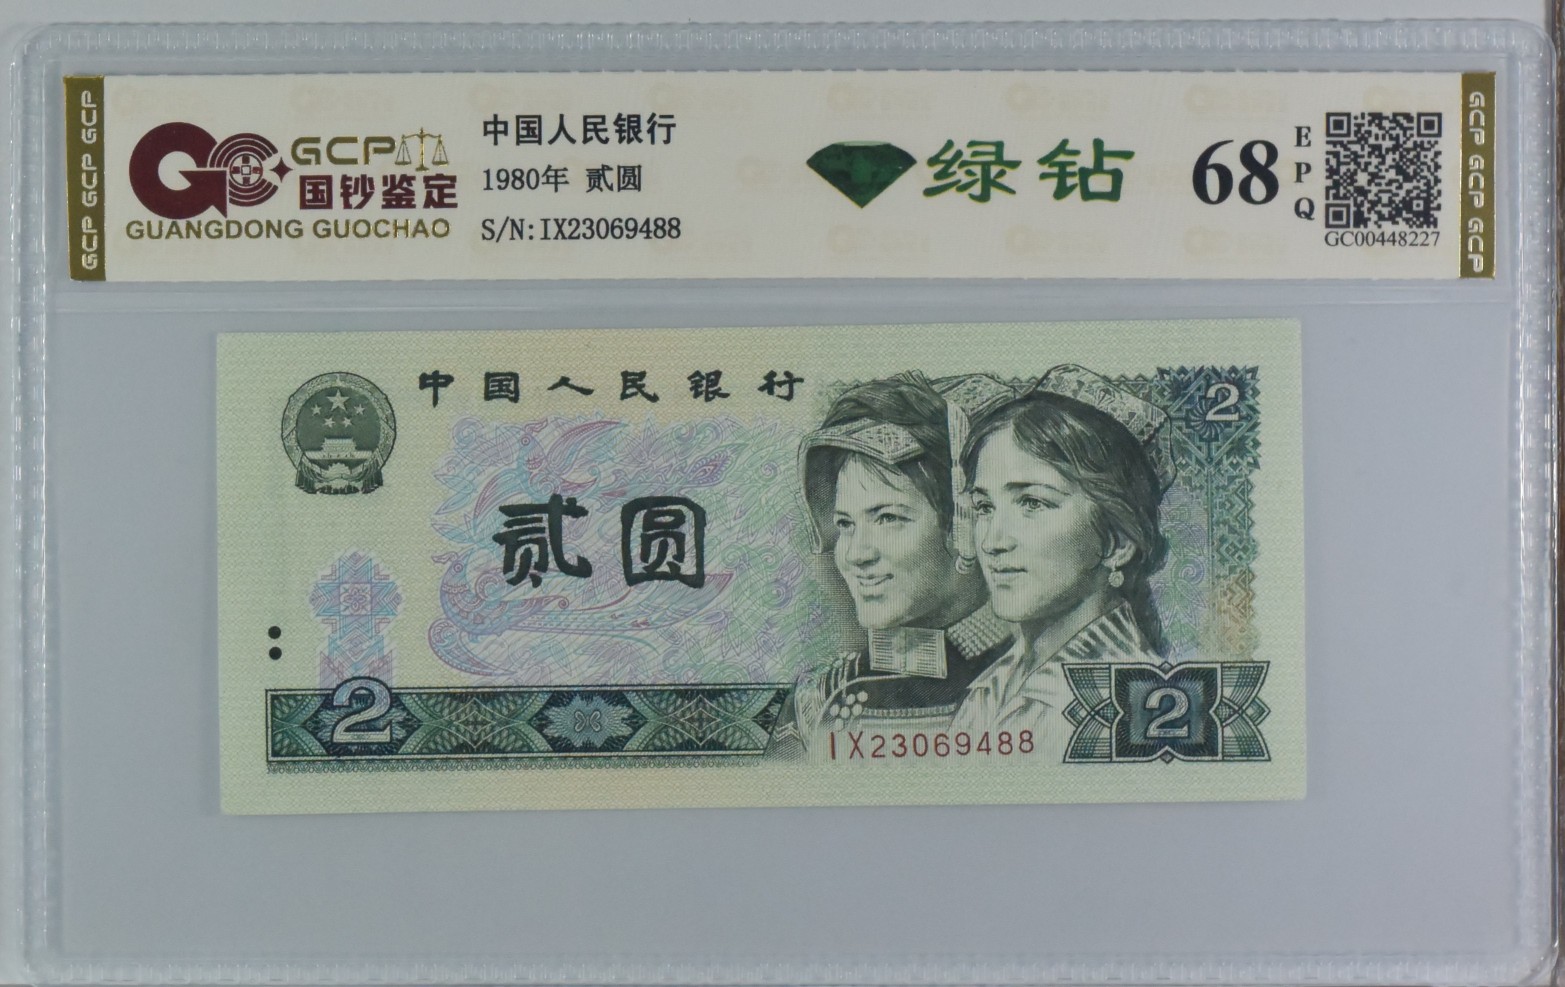 GCP
国钞鉴定
GUANGDONG GUOCHAO
中国人民银行
1980年 贰圆
S/N:IX23069488
绿钻
68
EPQ
GC00448227
GCP GCP GCP
GCP GCP GCP
中国人民银行
2
贰圆
2
2
IX23069488